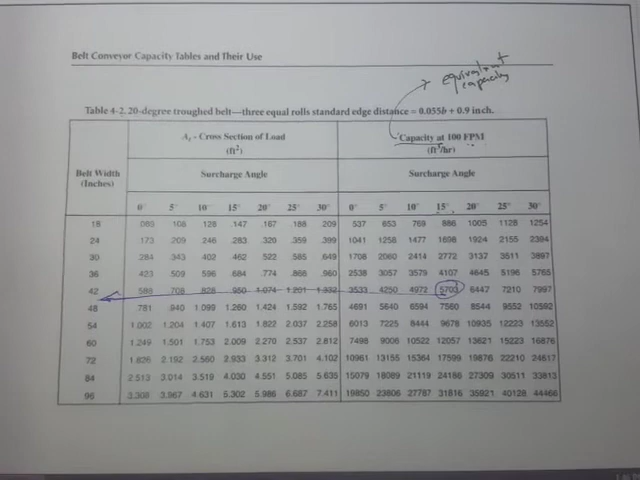 Belt Conveyor Capacity Tables and Their Use
equivalent
capacity
Table 4-2. 20-degree troughed belt—three equal rolls standard edge distance = 0.055b + 0.9 inch.
Belt Width (Inches) At - Cross Section of Load (ft²) Capacity at 100 FPM (ft³/hr)
Surcharge Angle Surcharge Angle
0° 5° 10° 15° 20° 25° 30° 0° 5° 10° 15° 20° 25° 30°
18 .089 .108 .128 .147 .167 .188 .209 537 653 769 886 1005 1128 1254
24 .173 .209 .246 .283 .320 .359 .399 1041 1258 1477 1698 1924 2155 2394
30 .284 .343 .402 .462 .522 .585 .649 1708 2060 2414 2772 3137 3511 3897
36 .423 .509 .596 .684 .774 .866 .960 2538 3057 3579 4107 4645 5196 5765
42 .588 .708 .828 .950 1.074 1.201 1.332 3533 4250 4972 5703 6447 7210 7997
48 .781 .940 1.099 1.260 1.424 1.592 1.765 4691 5640 6594 7560 8544 9552 10592
54 1.002 1.204 1.407 1.613 1.822 2.037 2.258 6013 7225 8444 9678 10935 12223 13552
60 1.249 1.501 1.753 2.009 2.270 2.537 2.812 7498 9006 10522 12057 13621 15223 16876
72 1.826 2.192 2.560 2.933 3.312 3.701 4.102 10961 13155 15364 17599 19876 22210 24617
84 2.513 3.014 3.519 4.030 4.551 5.085 5.635 15079 18089 21119 24188 27309 30511 33813
96 3.308 3.967 4.631 5.302 5.986 6.687 7.411 19850 23806 27787 31816 35921 40128 44466